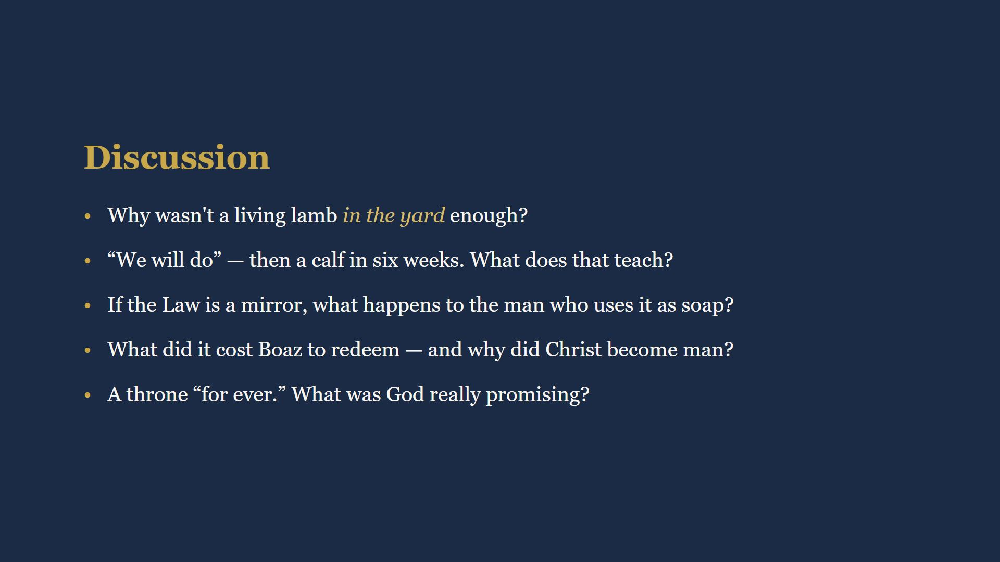 Discussion
• Why wasn't a living lamb in the yard enough?
• “We will do” — then a calf in six weeks. What does that teach?
• If the Law is a mirror, what happens to the man who uses it as soap?
• What did it cost Boaz to redeem — and why did Christ become man?
• A throne “for ever.” What was God really promising?